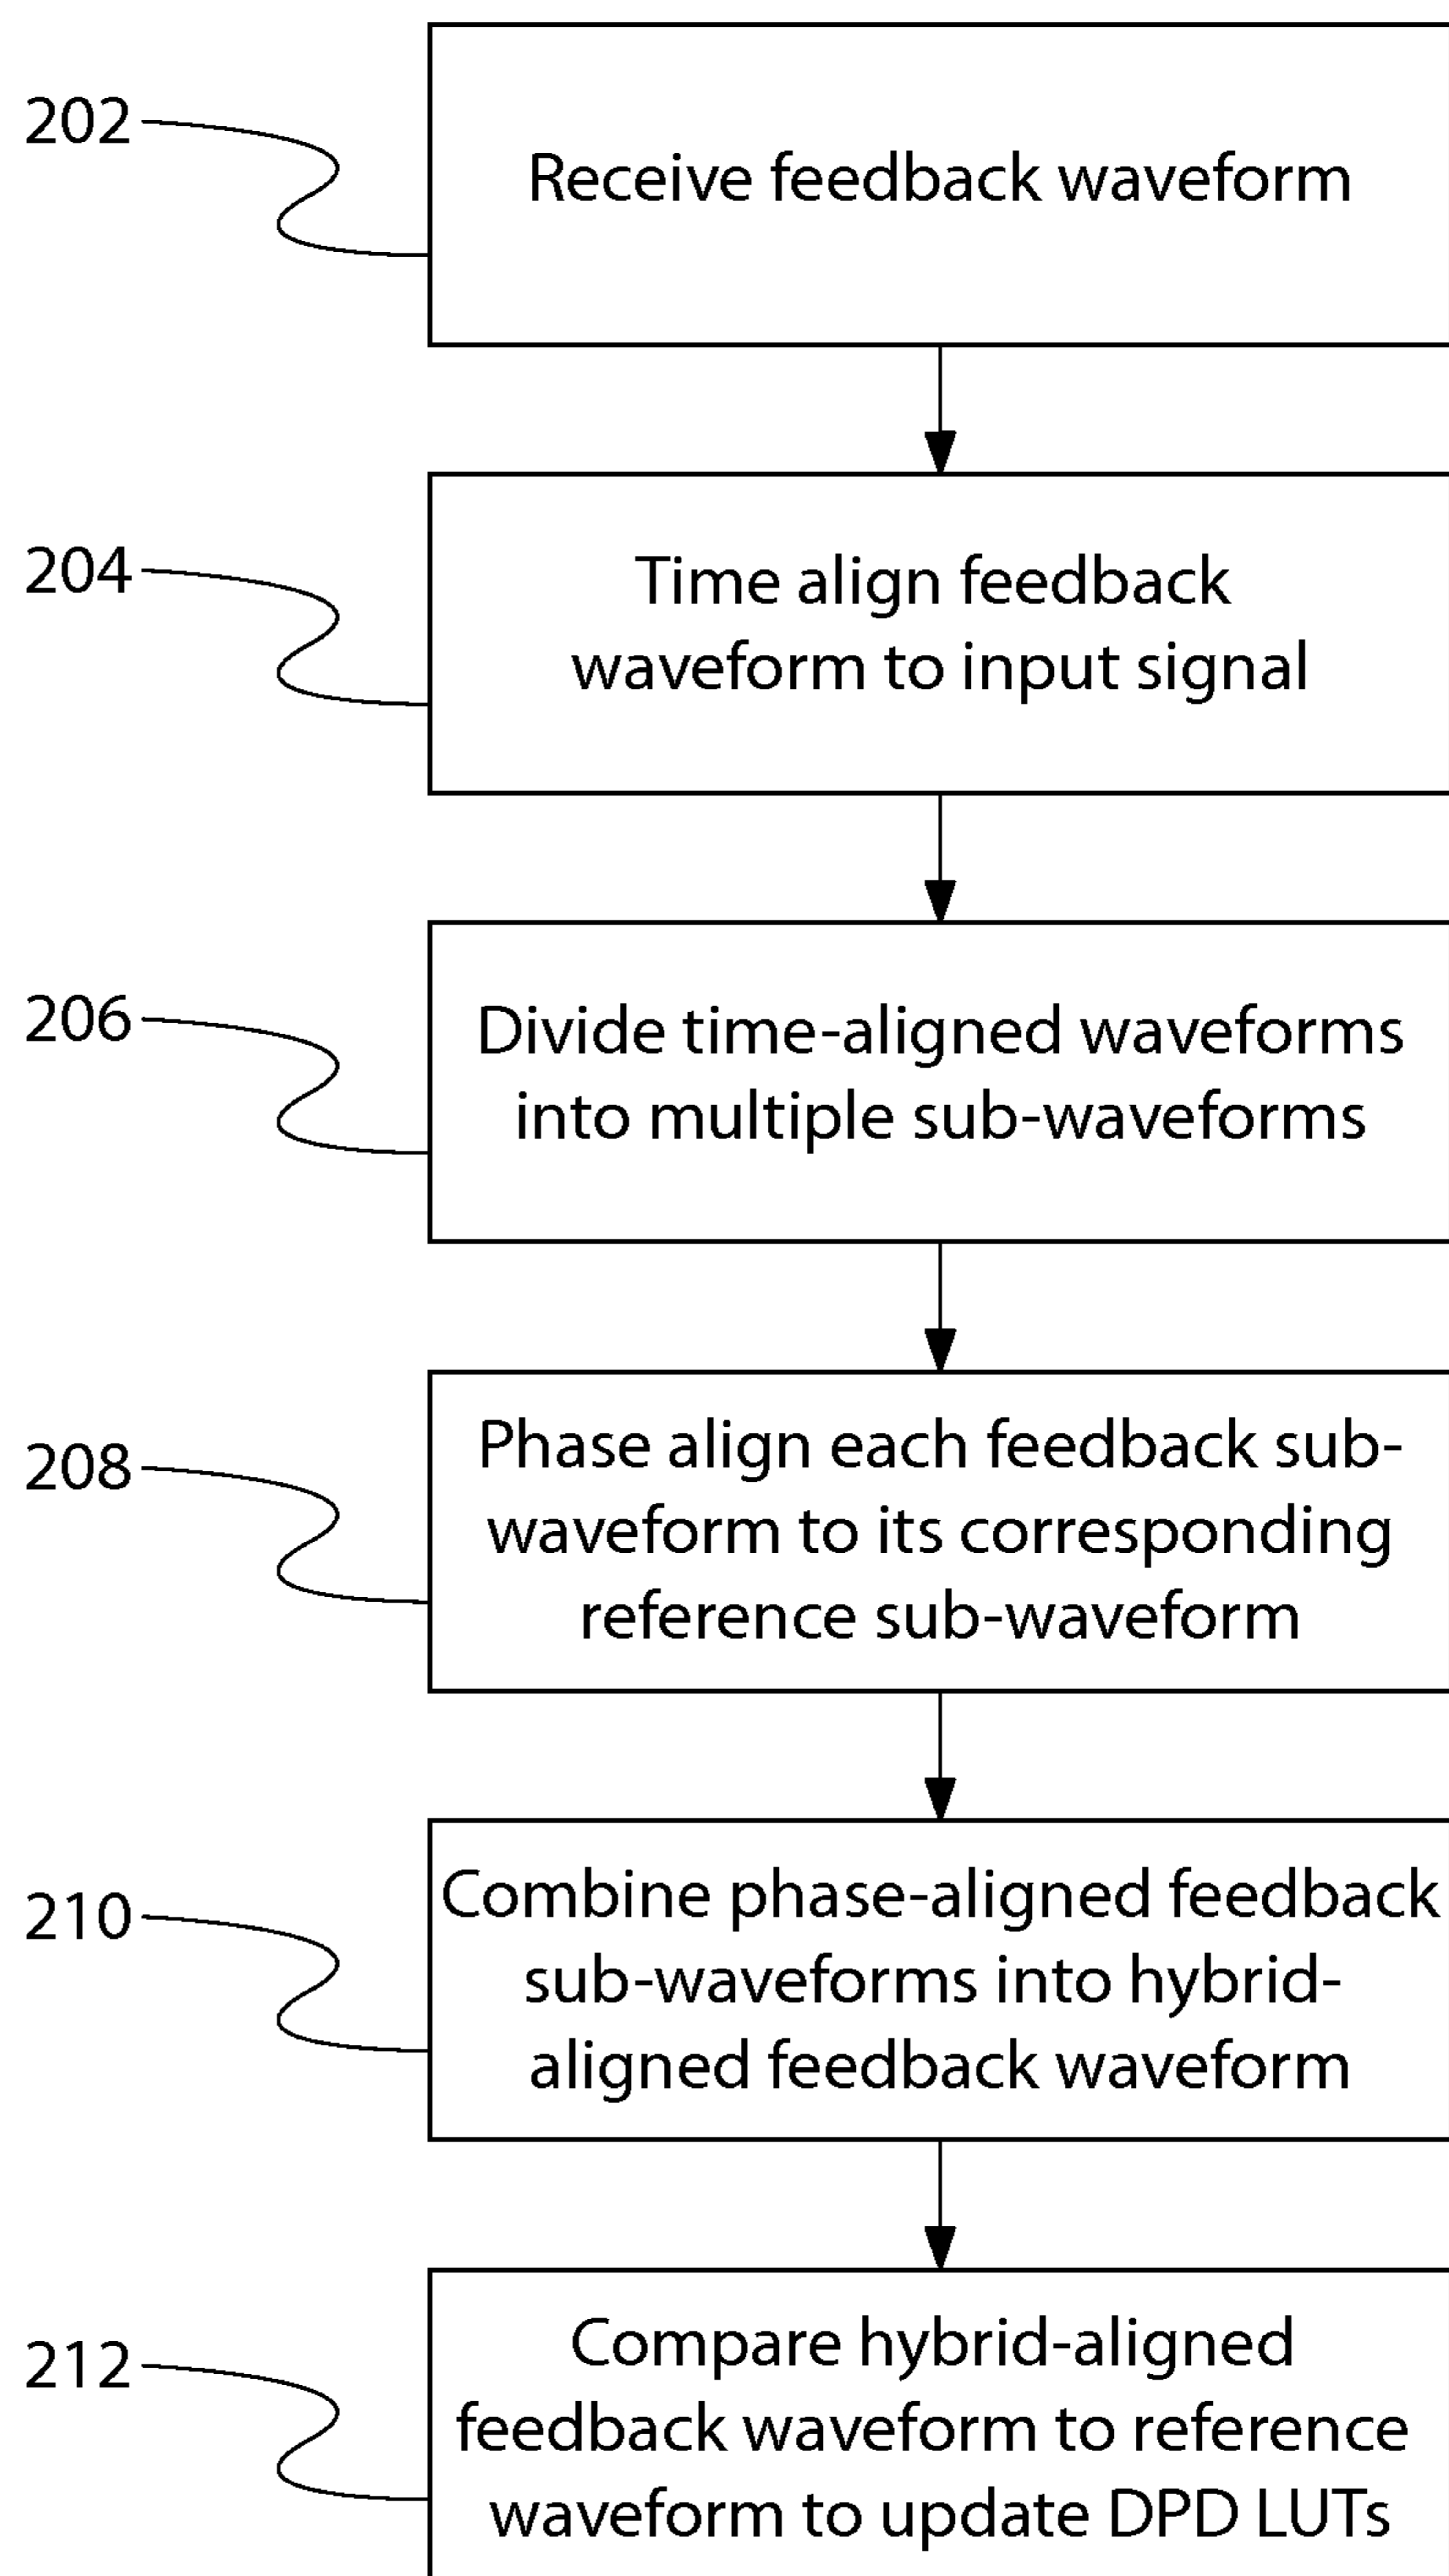 202
Receive feedback waveform
204
Time align feedback
waveform to input signal
206
Divide time-aligned waveforms
into multiple sub-waveforms
208
Phase align each feedback sub-
waveform to its corresponding
reference sub-waveform
210
Combine phase-aligned feedback
sub-waveforms into hybrid-
aligned feedback waveform
212
Compare hybrid-aligned
feedback waveform to reference
waveform to update DPD LUTs